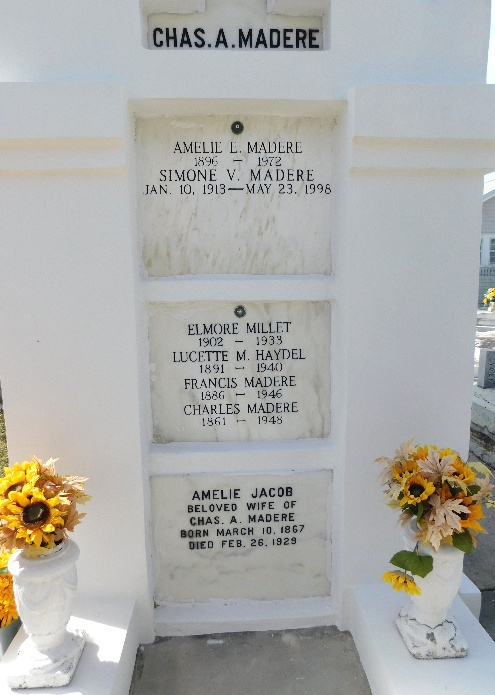 CHAS. A. MADERE
AMELIE L. MADERE
1896 — 1972
SIMONE V. MADERE
JAN. 10, 1913 — MAY 23, 1998
ELMORE MILLET
1902 — 1933
LUCETTE M. HAYDEL
1891 — 1940
FRANCIS MADERE
1886 — 1946
CHARLES MADERE
1861 — 1948
AMELIE JACOB
BELOVED WIFE OF
CHAS. A. MADERE
BORN MARCH 10, 1867
DIED FEB. 26, 1929